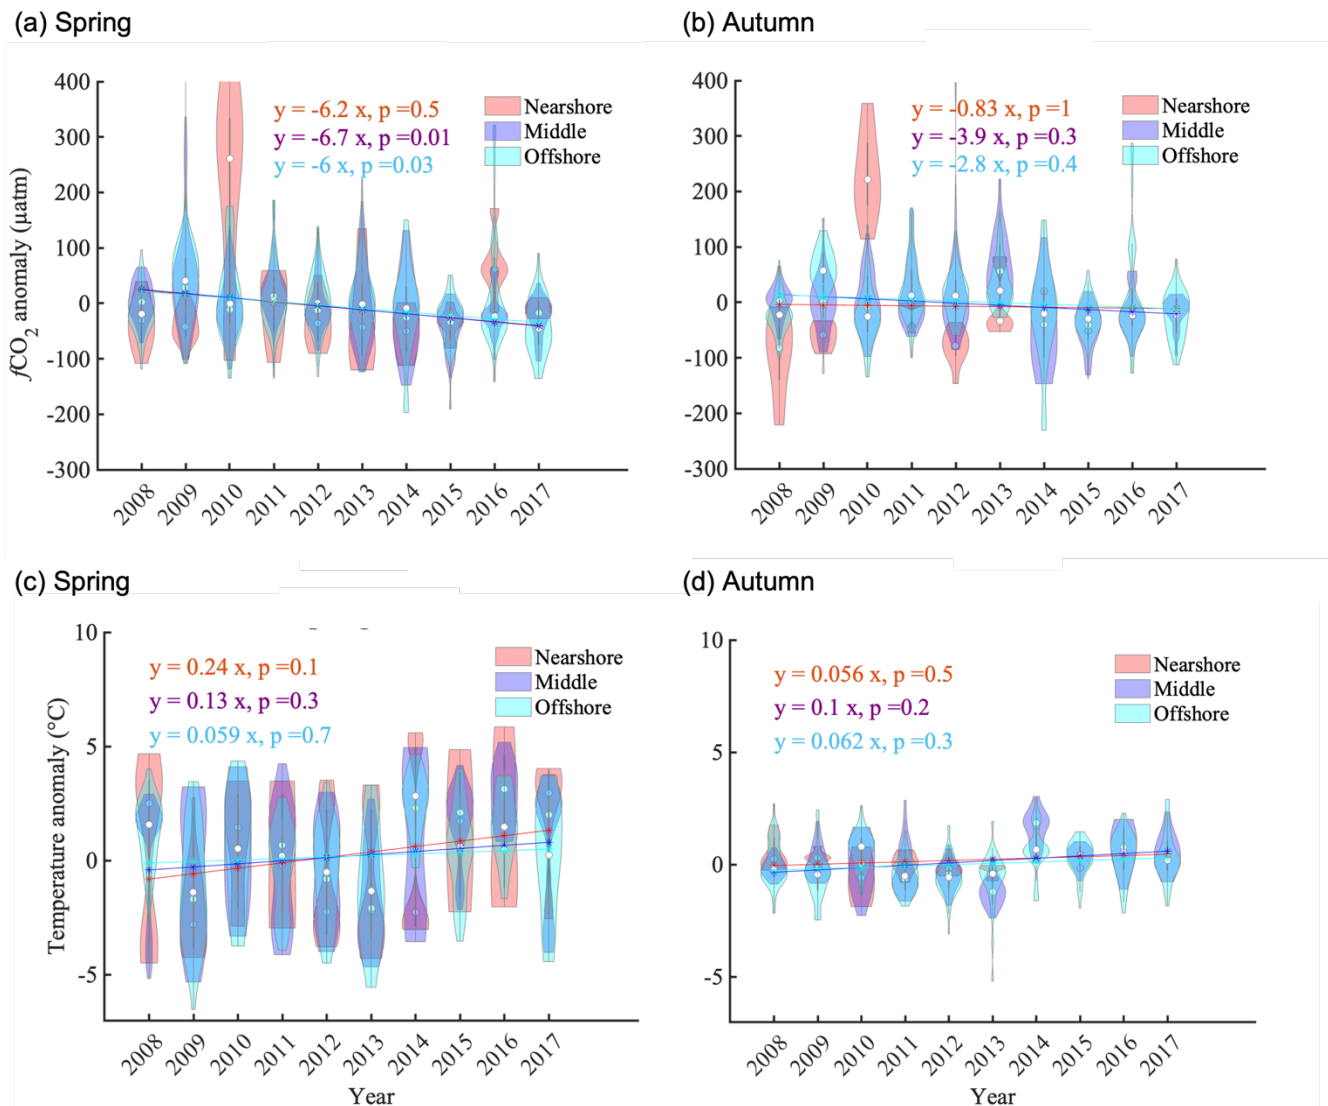 (a) Spring
(b) Autumn
400
300
200
100
0
-100
-200
-300
fCO2 anomaly (µatm)
y = -6.2 x, p =0.5
y = -6.7 x, p =0.01
y = -6 x, p =0.03
Nearshore
Middle
Offshore
2008
2009
2010
2011
2012
2013
2014
2015
2016
2017
400
300
200
100
0
-100
-200
-300
y = -0.83 x, p =1
y = -3.9 x, p =0.3
y = -2.8 x, p =0.4
Nearshore
Middle
Offshore
2008
2009
2010
2011
2012
2013
2014
2015
2016
2017
(c) Spring
(d) Autumn
10
5
0
-5
Temperature anomaly (°C)
y = 0.24 x, p =0.1
y = 0.13 x, p =0.3
y = 0.059 x, p =0.7
Nearshore
Middle
Offshore
2008
2009
2010
2011
2012
2013
2014
2015
2016
2017
Year
10
5
0
-5
y = 0.056 x, p =0.5
y = 0.1 x, p =0.2
y = 0.062 x, p =0.3
Nearshore
Middle
Offshore
2008
2009
2010
2011
2012
2013
2014
2015
2016
2017
Year